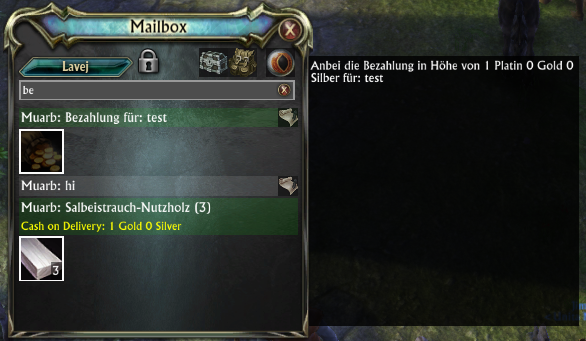 Mailbox
Lavej
be
Muarb: Bezahlung für: test
Muarb: hi
Muarb: Salbeistrauch-Nutzholz (3)
Cash on Delivery: 1 Gold 0 Silver
3
Anbei die Bezahlung in Höhe von 1 Platin 0 Gold 0
Silber für: test